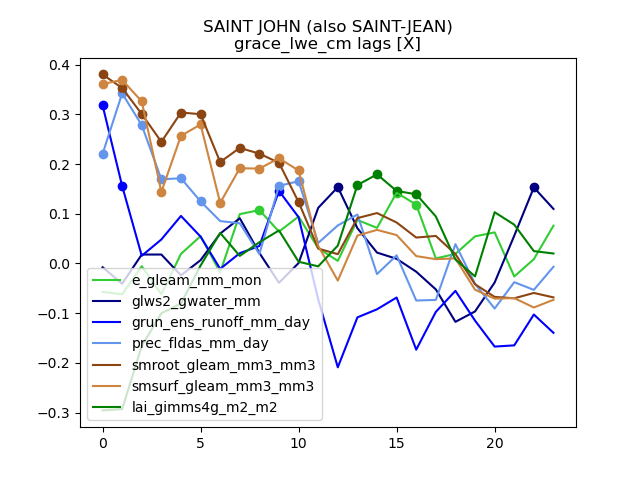 SAINT JOHN (also SAINT-JEAN)
grace_lwe_cm lags [X]
0.4
0.3
0.2
0.1
0.0
−0.1
−0.2
−0.3
e_gleam_mm_mon
glws2_gwater_mm
grun_ens_runoff_mm_day
prec_fldas_mm_day
smroot_gleam_mm3_mm3
smsurf_gleam_mm3_mm3
lai_gimms4g_m2_m2
0 5 10 15 20